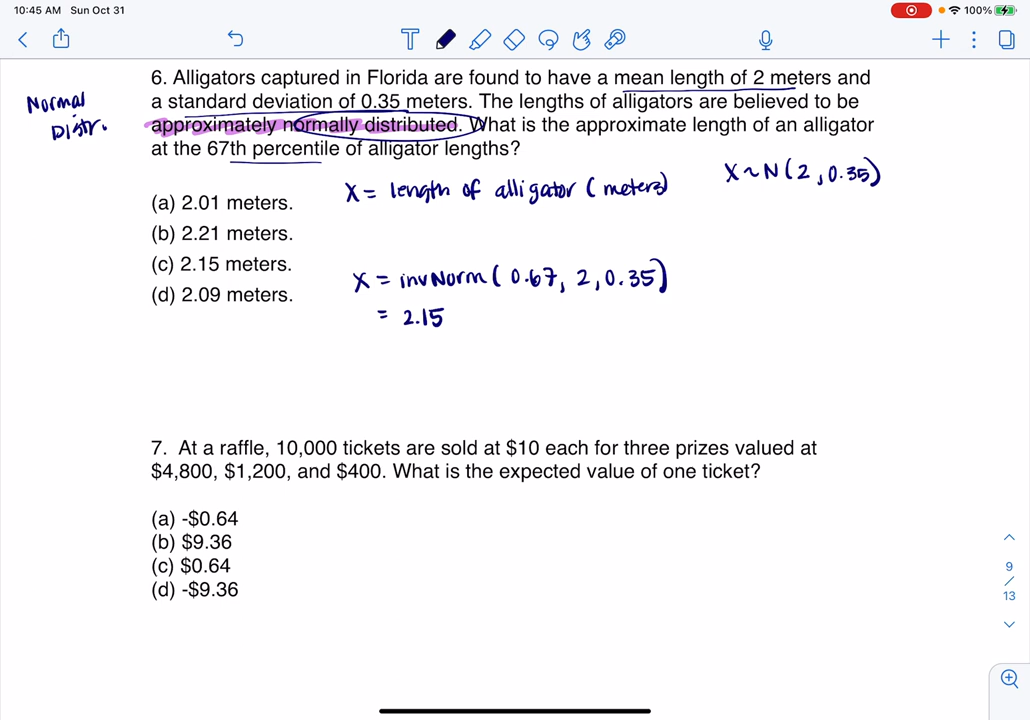 10:45 AM Sun Oct 31
100%
T
6. Alligators captured in Florida are found to have a mean length of 2 meters and
a standard deviation of 0.35 meters. The lengths of alligators are believed to be
approximately normally distributed. What is the approximate length of an alligator
at the 67th percentile of alligator lengths?
Normal
Distr.
X = length of alligator (meters)
X~N(2,0.35)
(a) 2.01 meters.
(b) 2.21 meters.
(c) 2.15 meters.
(d) 2.09 meters.
X = invNorm(0.67, 2, 0.35)
= 2.15
7. At a raffle, 10,000 tickets are sold at $10 each for three prizes valued at
$4,800, $1,200, and $400. What is the expected value of one ticket?
(a) -$0.64
(b) $9.36
(c) $0.64
(d) -$9.36
9
/
13